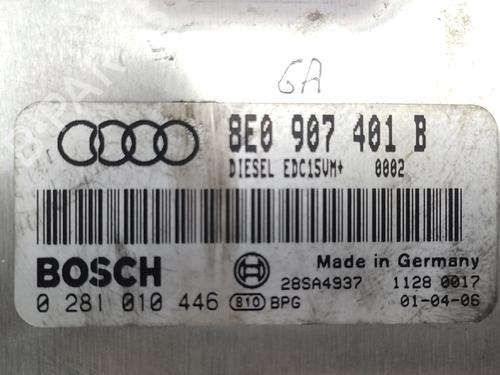 GA
8E0 907 401 B
DIESEL EDC15VM+ 0002
BOSCH
Made in Germany
28SA4937 1128 0017
0 281 010 446 810 BPG 01-04-06